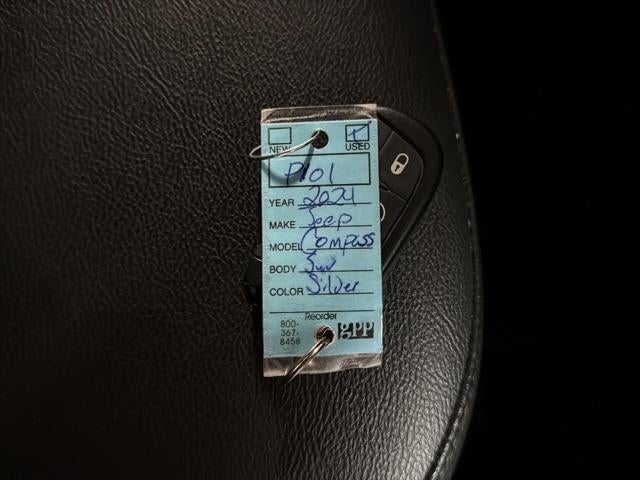 NEW USED
P101
YEAR 2024
MAKE Jeep
MODEL Compass
BODY Suv
COLOR Silver
Reorder
800-
367-
8458
gpp